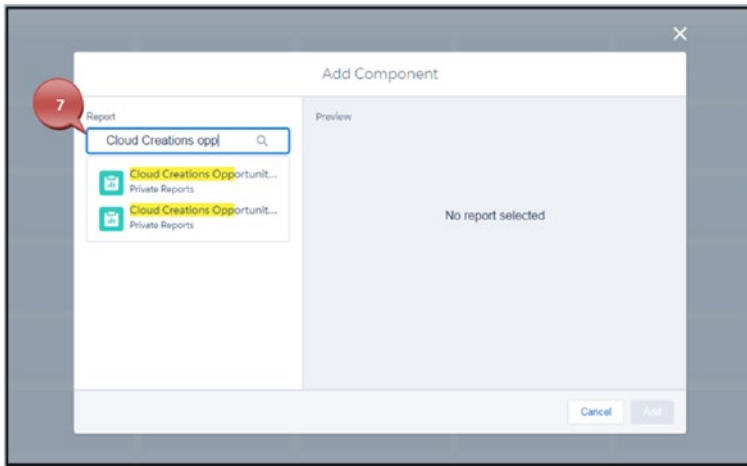 Add Component
7
Report
Cloud Creations opp
Cloud Creations Opportunit...
Private Reports
Cloud Creations Opportunit...
Private Reports
Preview
No report selected
Cancel
Add